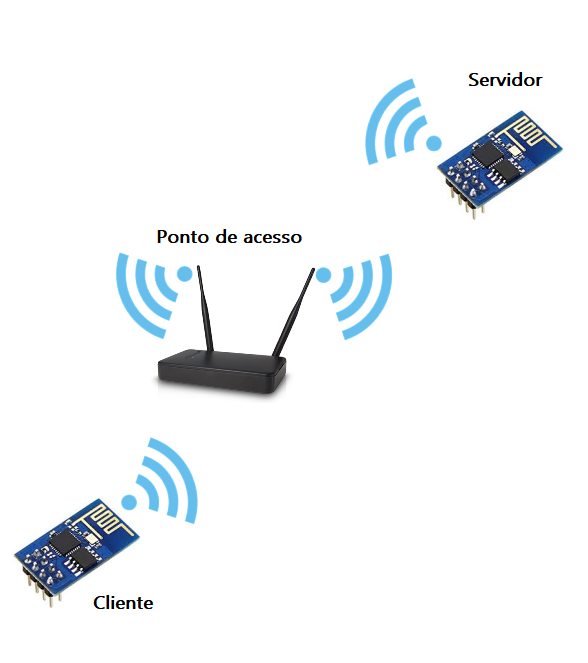 Servidor
Ponto de acesso
Cliente